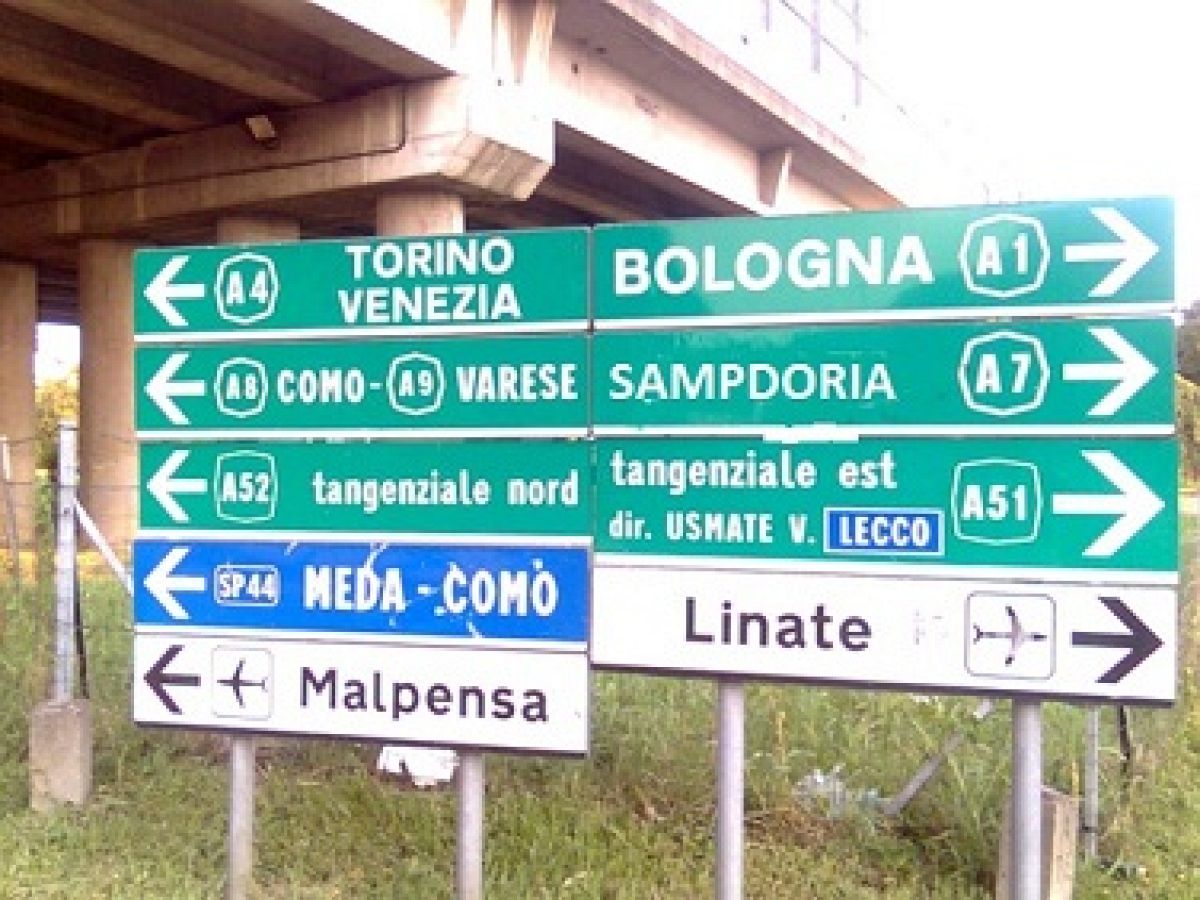 A4 TORINO
VENEZIA
A8 COMO - A9 VARESE
A52 tangenziale nord
SP44 MEDA - COMO
Malpensa
BOLOGNA A1
SAMPDORIA A7
tangenziale est
dir. USMATE V. LECCO A51
Linate